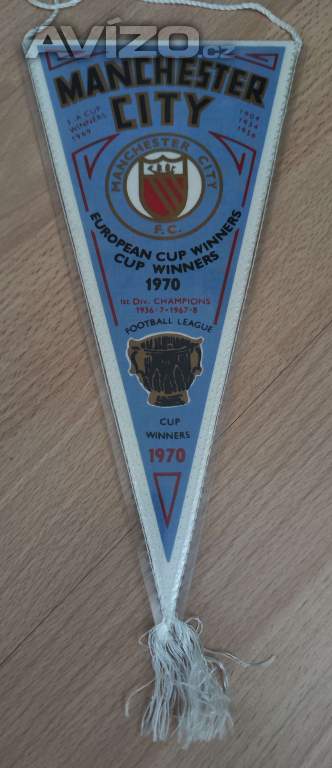 Avízo.cz
MANCHESTER
CITY
F.A CUP
WINNERS
1969
1904
1934
1956
MANCHESTER CITY
F.C.
EUROPEAN CUP WINNERS
CUP WINNERS
1970
1st Div. CHAMPIONS
1936-7-1967-8
FOOTBALL LEAGUE
CUP
WINNERS
1970